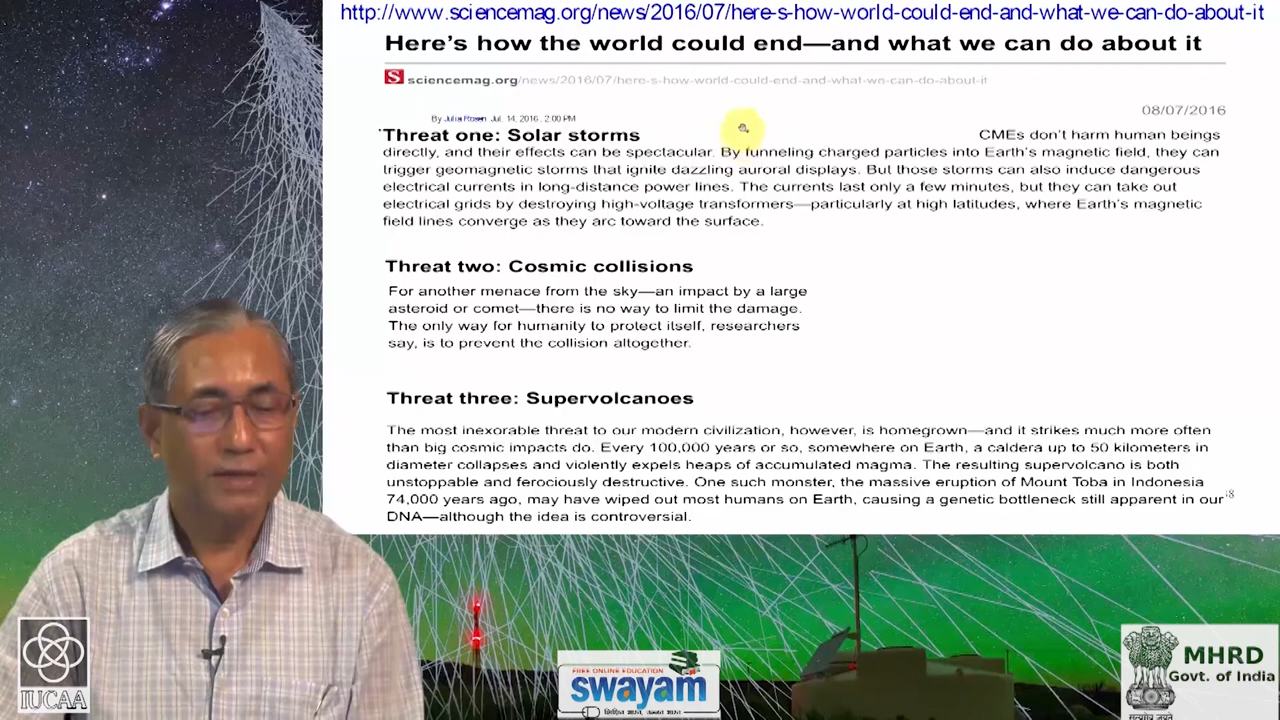 http://www.sciencemag.org/news/2016/07/here-s-how-world-could-end-and-what-we-can-do-about-it
Here's how the world could end—and what we can do about it
S sciencemag.org/news/2016/07/here-s-how-world-could-end-and-what-we-can-do-about-it
08/07/2016
By Julia Rosen Jul. 14, 2016, 2:00 PM
Threat one: Solar storms
CMEs don't harm human beings
directly, and their effects can be spectacular. By funneling charged particles into Earth's magnetic field, they can
trigger geomagnetic storms that ignite dazzling auroral displays. But those storms can also induce dangerous
electrical currents in long-distance power lines. The currents last only a few minutes, but they can take out
electrical grids by destroying high-voltage transformers—particularly at high latitudes, where Earth's magnetic
field lines converge as they arc toward the surface.
Threat two: Cosmic collisions
For another menace from the sky—an impact by a large
asteroid or comet—there is no way to limit the damage.
The only way for humanity to protect itself, researchers
say, is to prevent the collision altogether.
Threat three: Supervolcanoes
The most inexorable threat to our modern civilization, however, is homegrown—and it strikes much more often
than big cosmic impacts do. Every 100,000 years or so, somewhere on Earth, a caldera up to 50 kilometers in
diameter collapses and violently expels heaps of accumulated magma. The resulting supervolcano is both
unstoppable and ferociously destructive. One such monster, the massive eruption of Mount Toba in Indonesia
74,000 years ago, may have wiped out most humans on Earth, causing a genetic bottleneck still apparent in our
DNA—although the idea is controversial.
IUCAA
FREE ONLINE EDUCATION
swayam
MHRD
Govt. of India